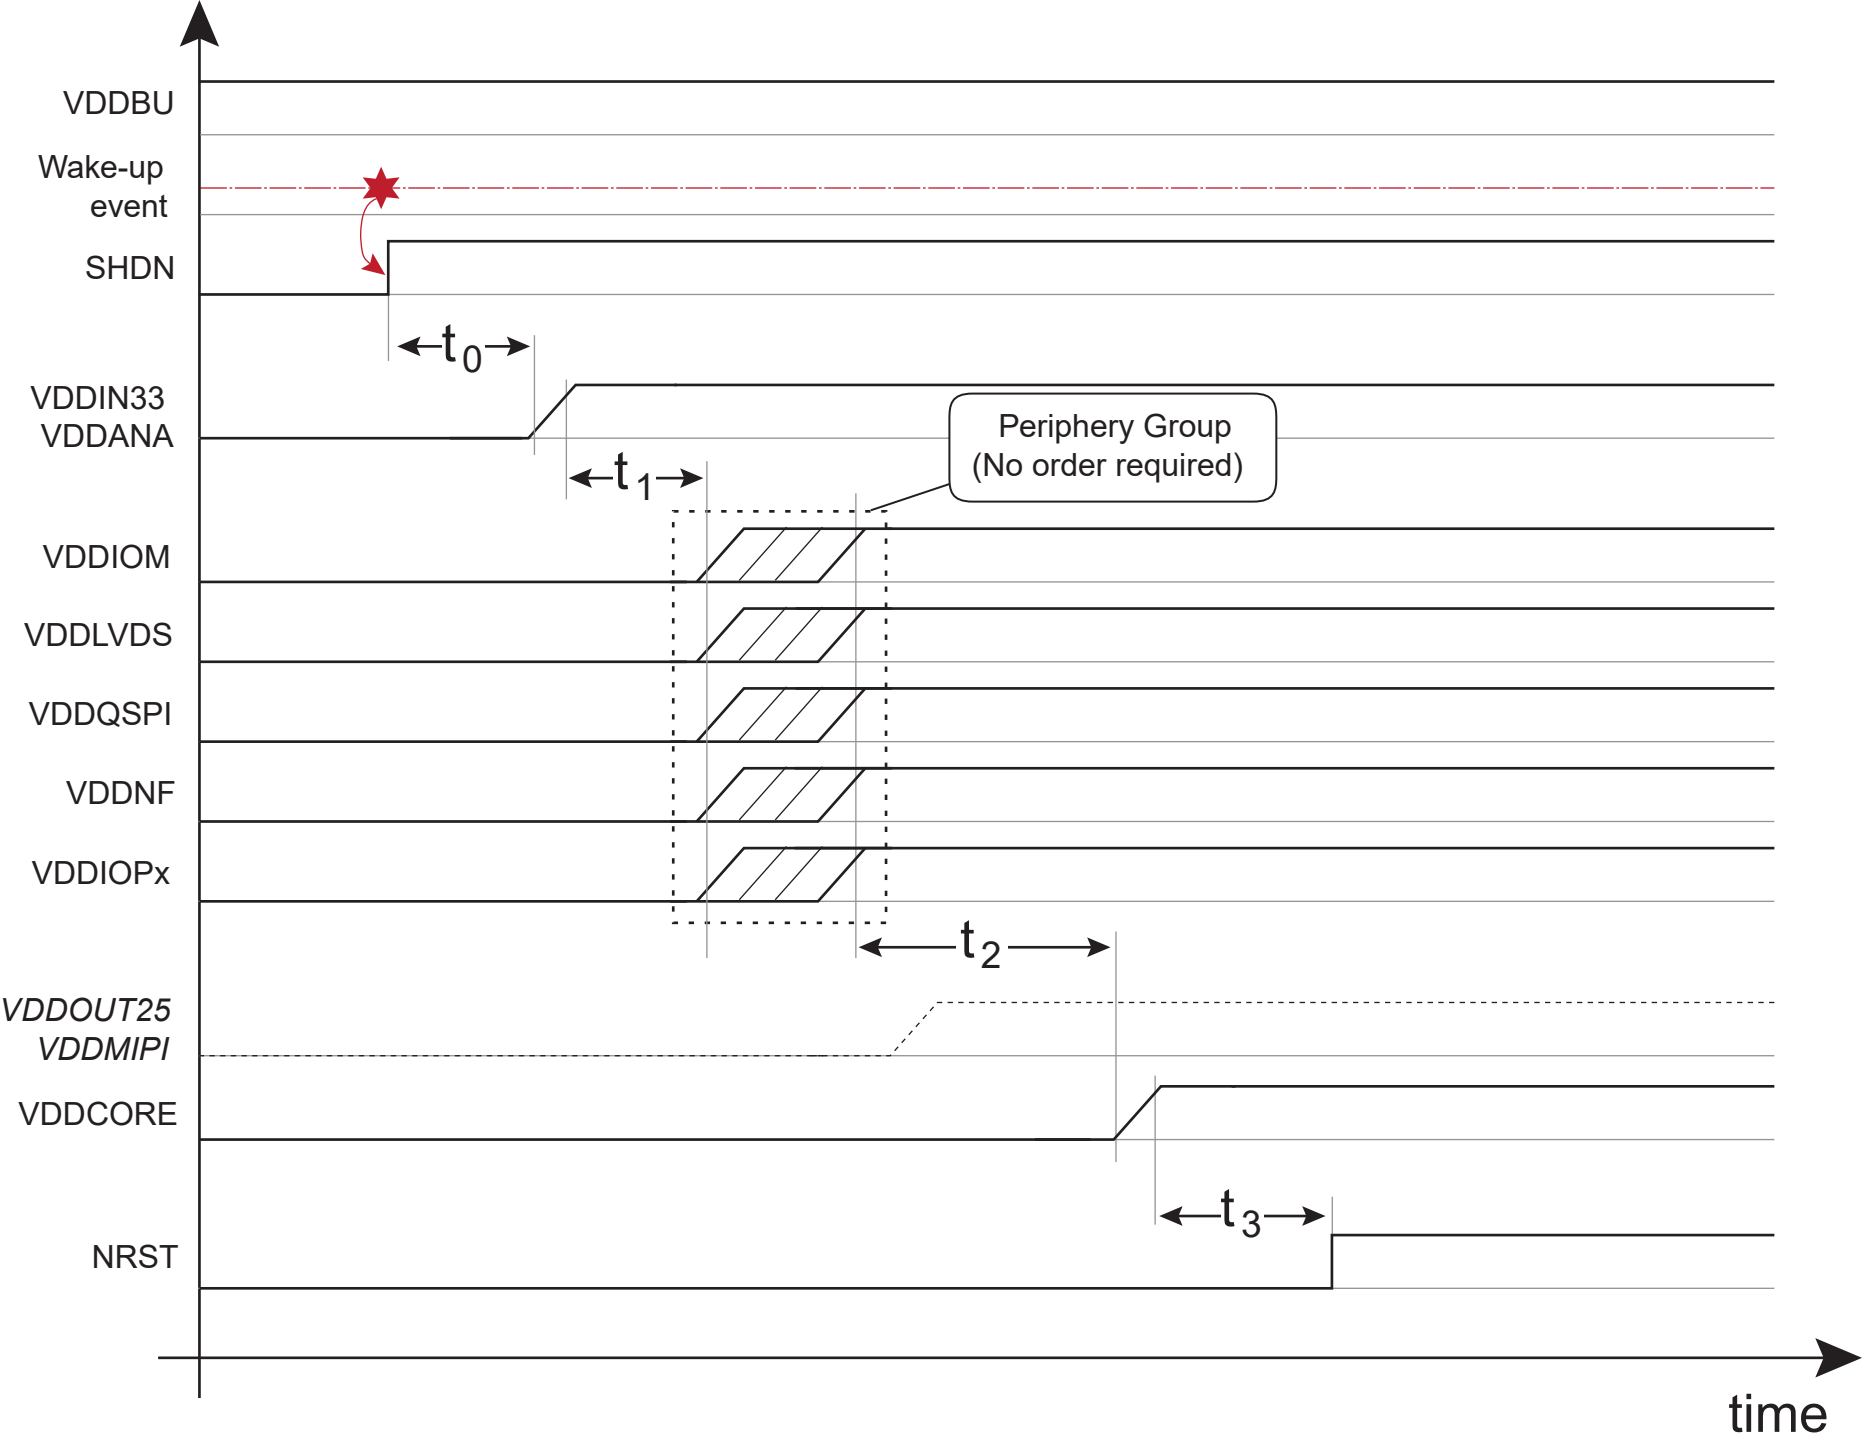 VDDBU
Wake-up
event
SHDN
t0
VDDIN33
VDDANA
Periphery Group
(No order required)
t1
VDDIOM
VDDLVDS
VDDQSPI
VDDNF
VDDIOPx
t2
VDDOUT25
VDDMIPI
VDDCORE
t3
NRST
time